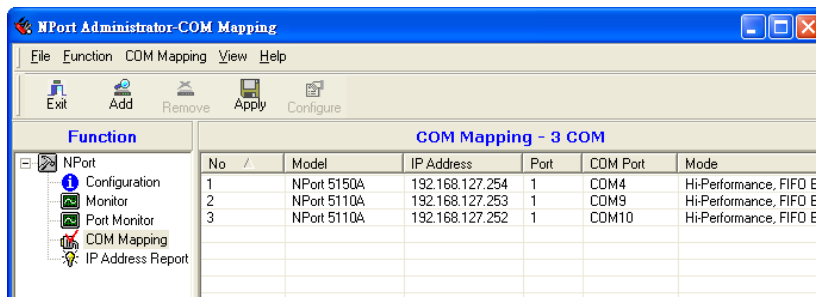 NPort Administrator-COM Mapping
File Function COM Mapping View Help
Exit Add Remove Apply Configure
Function
COM Mapping - 3 COM
NPort
Configuration
Monitor
Port Monitor
COM Mapping
IP Address Report
No Model IP Address Port COM Port Mode
1 NPort 5150A 192.168.127.254 1 COM4 Hi-Performance, FIFO E
2 NPort 5110A 192.168.127.253 1 COM9 Hi-Performance, FIFO E
3 NPort 5110A 192.168.127.252 1 COM10 Hi-Performance, FIFO E